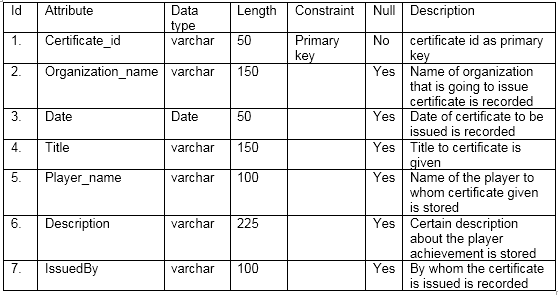 Id Attribute Data type Length Constraint Null Description
1. Certificate_id varchar 50 Primary key No certificate id as primary key
2. Organization_name varchar 150 Yes Name of organization that is going to issue certificate is recorded
3. Date Date 50 Yes Date of certificate to be issued is recorded
4. Title varchar 150 Yes Title to certificate is given
5. Player_name varchar 100 Yes Name of the player to whom certificate given is stored
6. Description varchar 225 Yes Certain description about the player achievement is stored
7. IssuedBy varchar 100 Yes By whom the certificate is issued is recorded